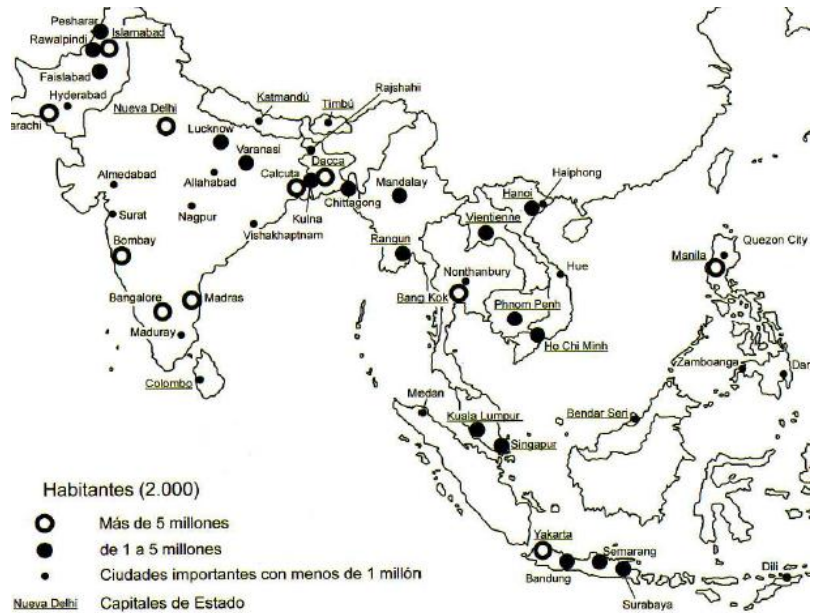 Pesharar
Rawalpindi
Islamabad
Faislabad
Hyderabad
arachi
Nueva Delhi
Katmandú
Timbú
Rajshahi
Lucknow
Varanasi
Dacca
Almedabad
Allahabad
Calcuta
Mandalay
Hanoi
Haiphong
Chittagong
Surat
Nagpur
Kulna
Vientienne
Vishakhaptnam
Bombay
Rangun
Quezon City
Manila
Nonthanbury
Hue
Bangalore
Madras
Bang Kok
Phnom Penh
Maduray
Ho Chi Minh
Colombo
Zamboanga
Dar
Medan
Kuala Lumpur
Bendar Seri
Singapur
Habitantes (2.000)
Más de 5 millones
de 1 a 5 millones
Ciudades importantes con menos de 1 millón
Nueva Delhi Capitales de Estado
Yakarta
Semarang
Bandung
Surabaya
Dili